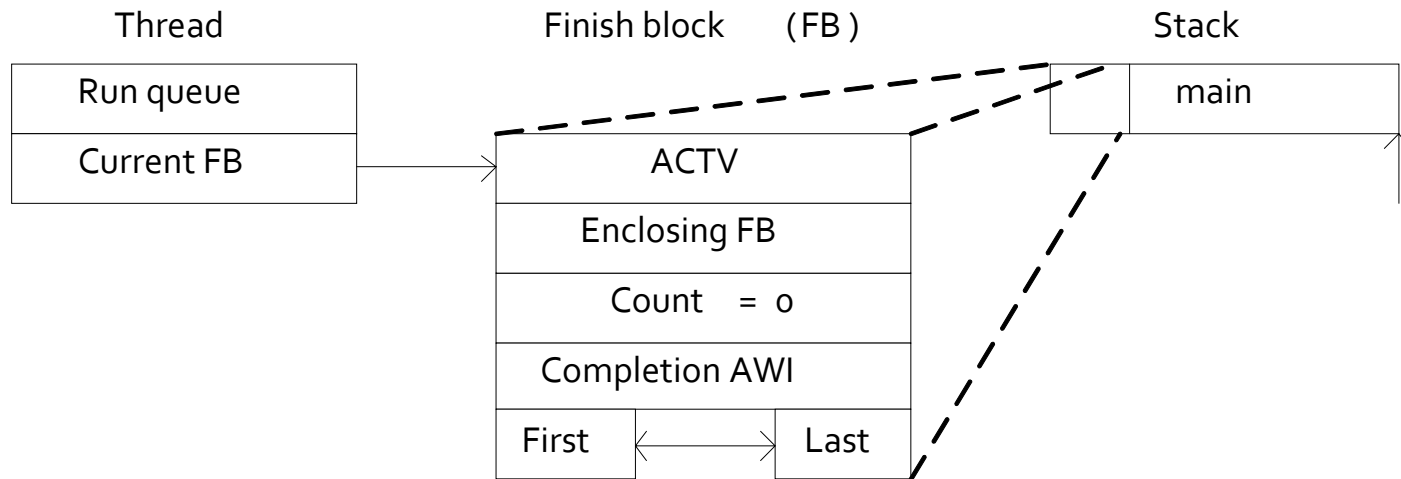 Thread
Finish block (FB)
Stack
Run queue
main
Current FB
ACTV
Enclosing FB
Count = 0
Completion AWI
First
Last